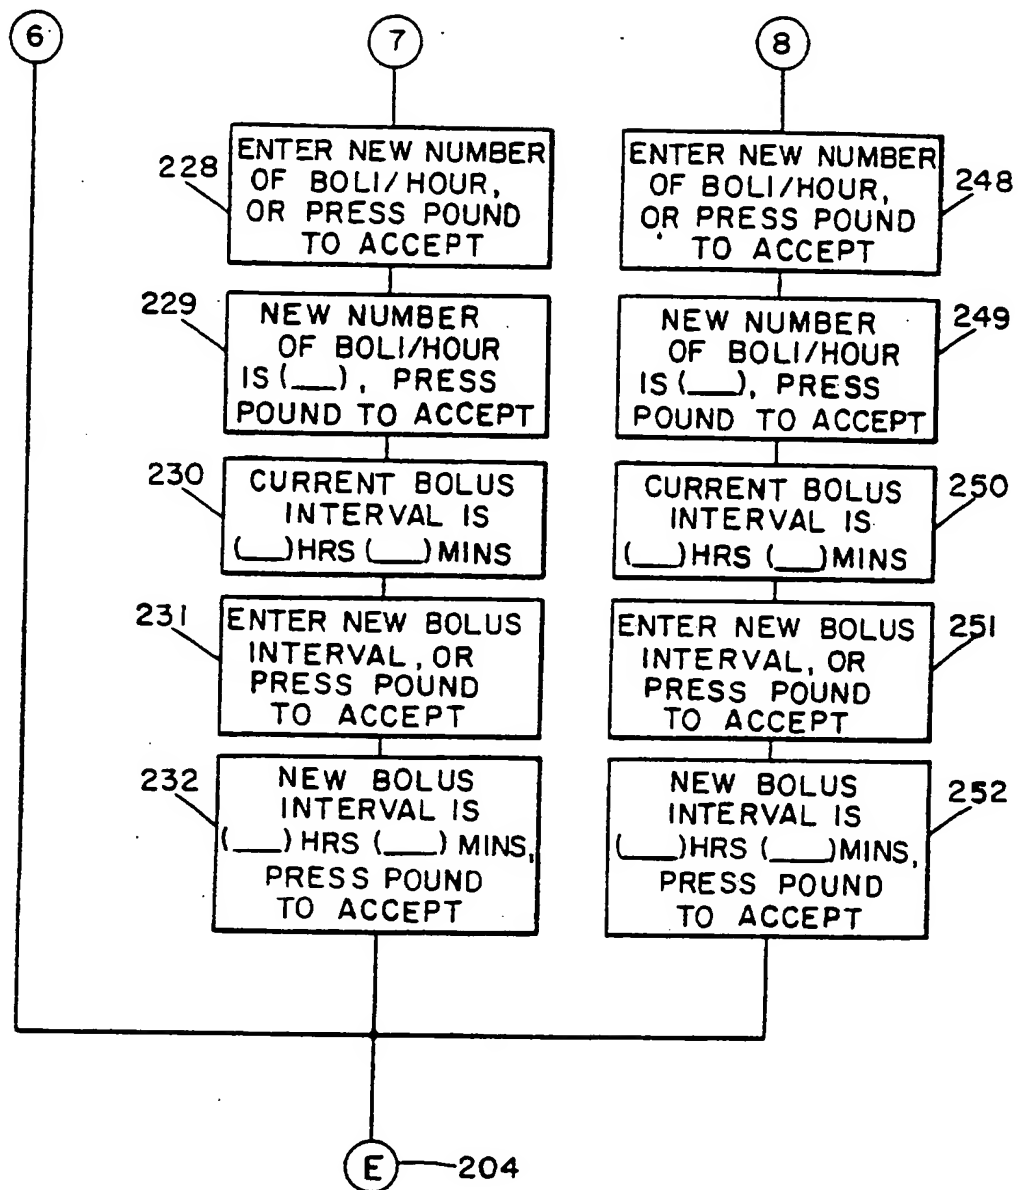 6
7
8
228
ENTER NEW NUMBER
OF BOLI/HOUR,
OR PRESS POUND
TO ACCEPT
229
NEW NUMBER
OF BOLI/HOUR
IS (___), PRESS
POUND TO ACCEPT
230
CURRENT BOLUS
INTERVAL IS
(___)HRS (___)MINS
231
ENTER NEW BOLUS
INTERVAL, OR
PRESS POUND
TO ACCEPT
232
NEW BOLUS
INTERVAL IS
(___) HRS (___) MINS,
PRESS POUND
TO ACCEPT
ENTER NEW NUMBER
OF BOLI/HOUR,
OR PRESS POUND
TO ACCEPT
248
NEW NUMBER
OF BOLI/HOUR
IS (___), PRESS
POUND TO ACCEPT
249
CURRENT BOLUS
INTERVAL IS
(___)HRS (___)MINS
250
ENTER NEW BOLUS
INTERVAL, OR
PRESS POUND
TO ACCEPT
251
NEW BOLUS
INTERVAL IS
(___)HRS (___)MINS,
PRESS POUND
TO ACCEPT
252
E
204